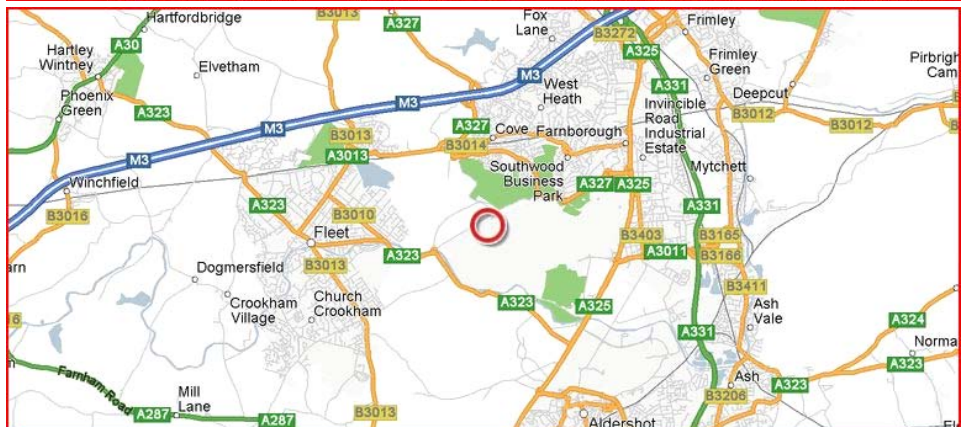 Hartfordbridge
B3013
A327
Fox
Lane
Frimley
B3272
A325
A30
Hartley
Wintney
Elvetham
Frimley
Green
Pirbrigh
Cam
Phoenix
Green
M3
West
Heath
A331
Deepcut
A323
M3
Invincible
Road
Industrial
Estate
B3012
B3012
M3
B3013
A327
Cove
Farnborough
M3
A3013
B3014
Southwood
Business
Park
Mytchett
Winchfield
A327
A325
B3016
A323
B3010
A331
Fleet
B3403
B3165
A323
A3011
B3166
Dogmersfield
B3013
B3411
Crookham
Village
Church
Crookham
A323
A325
Ash
Vale
A324
A331
Norma
Farnham Road
Mill
Lane
Ash
A323
A287
A287
B3013
B3206
Aldershot